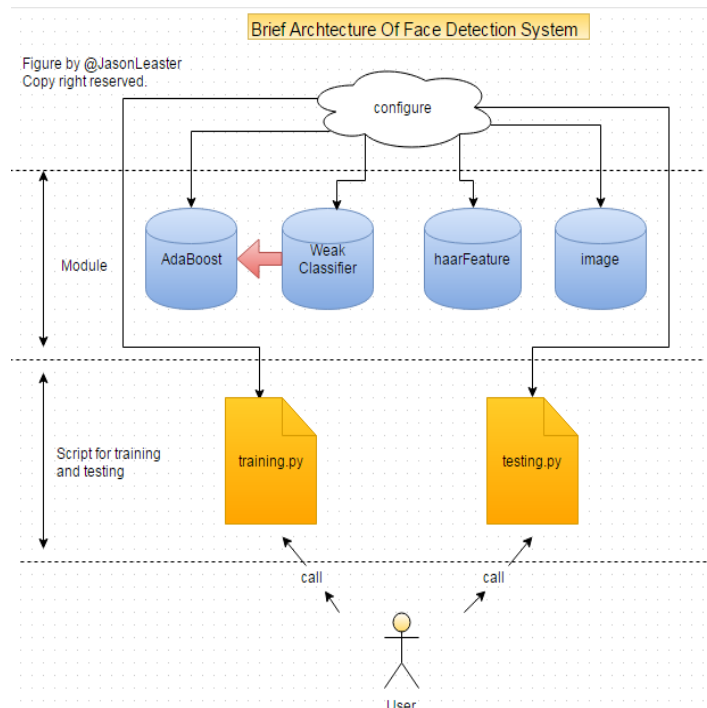 Brief Archtecture Of Face Detection System
Figure by @JasonLeaster
Copy right reserved.
configure
Module
AdaBoost
Weak
Classifier
haarFeature
image
Script for training
and testing
training.py
testing.py
call
call
User